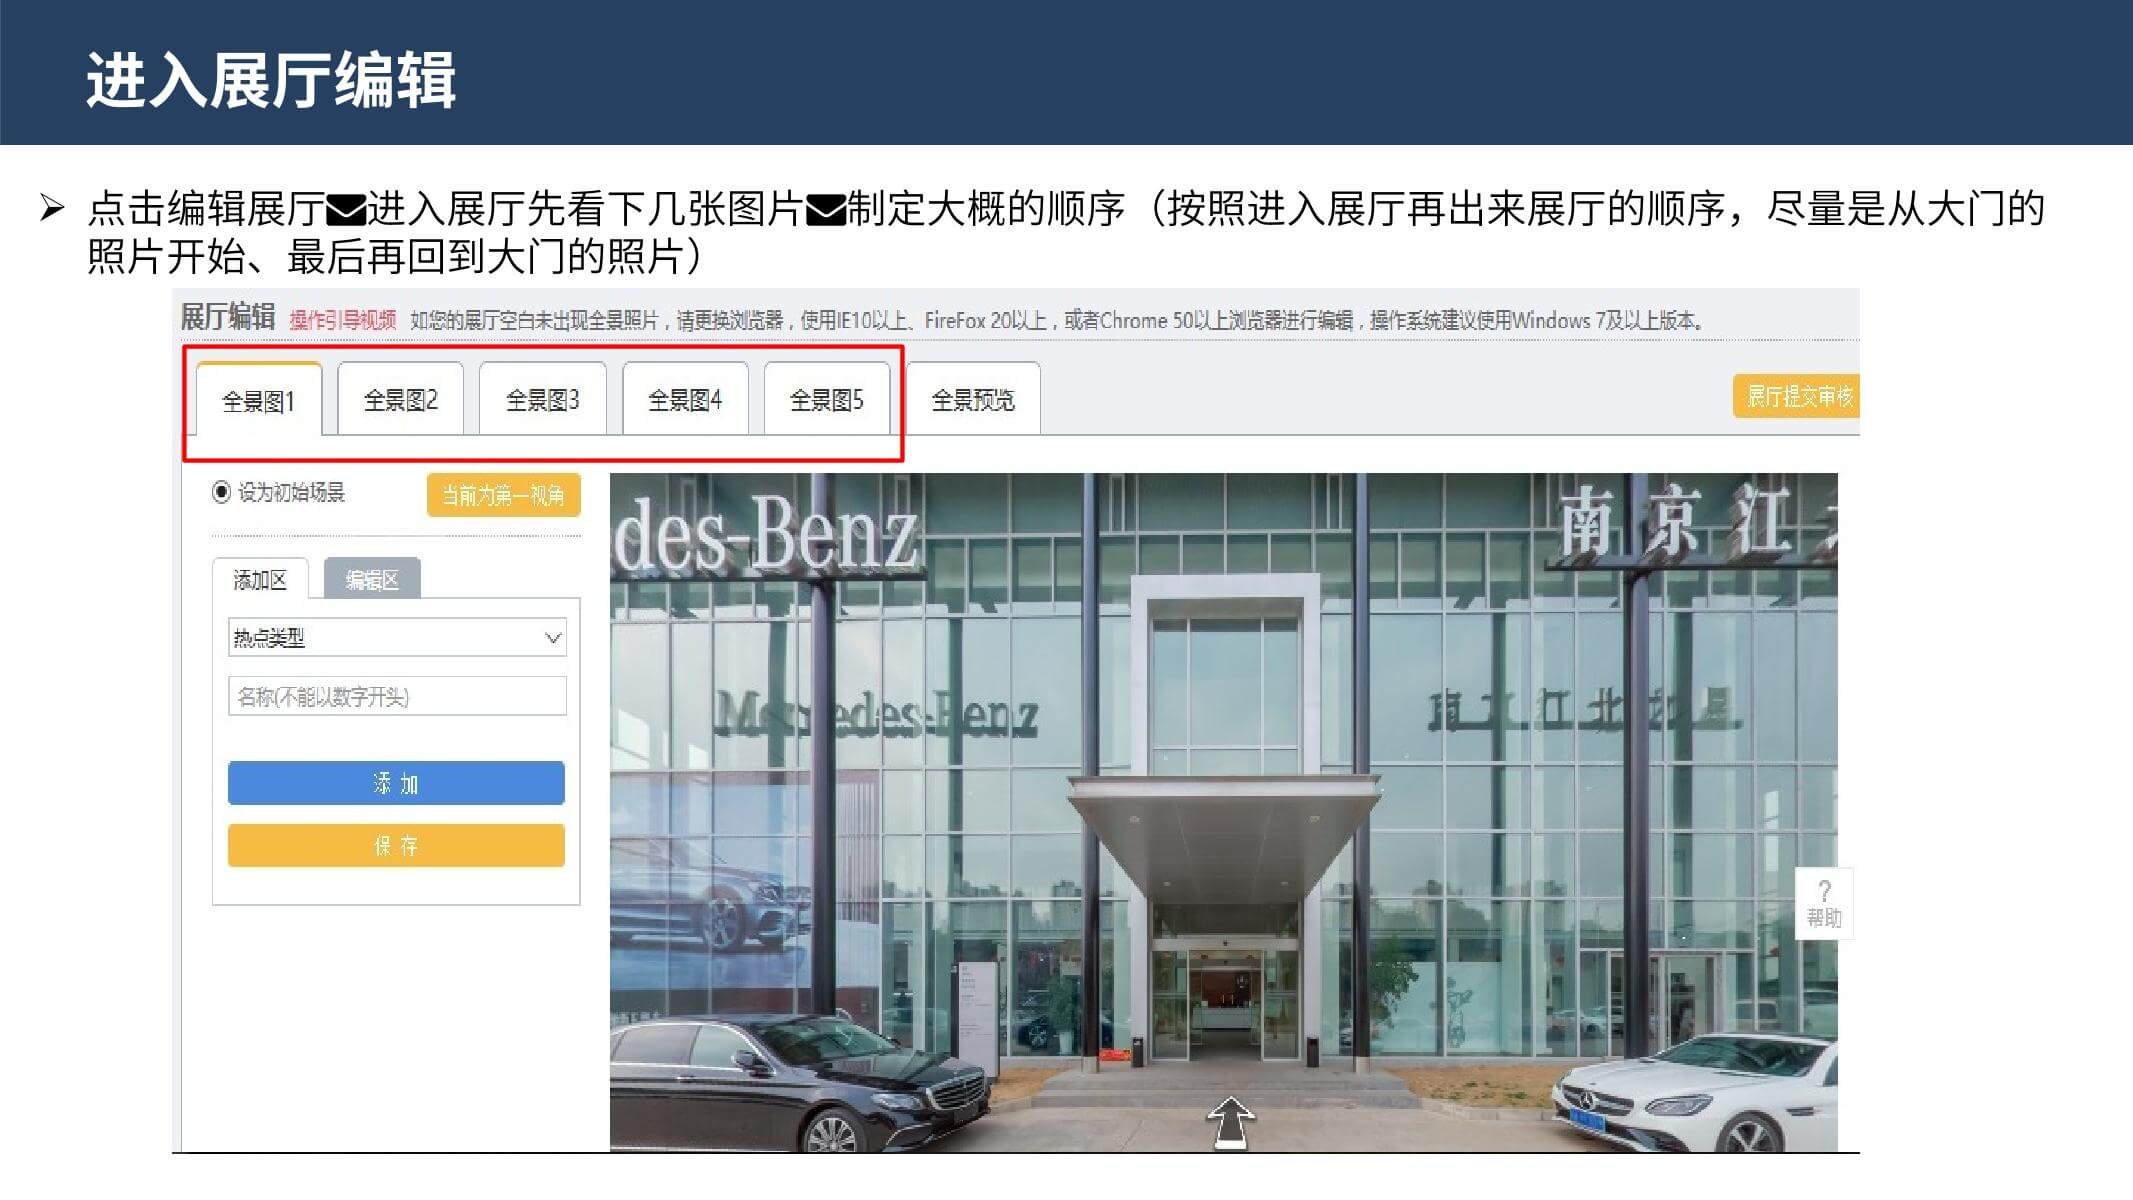 进入展厅编辑
点击编辑展厅✉进入展厅先看下几张图片✉制定大概的顺序（按照进入展厅再出来展厅的顺序，尽量是从大门的
照片开始、最后再回到大门的照片）
展厅编辑 操作引导视频 如您的展厅空白未出现全景照片，请更换浏览器，使用IE10以上、FireFox 20以上，或者Chrome 50以上浏览器进行编辑，操作系统建议使用Windows 7及以上版本。
全景图1 全景图2 全景图3 全景图4 全景图5 全景预览 展厅提交审核
设为初始场景 当前为第一视角
添加区 编辑区
热点类型
名称(不能以数字开头)
添 加
保 存
des-Benz 南京江
Mercedes-Benz
? 
帮助